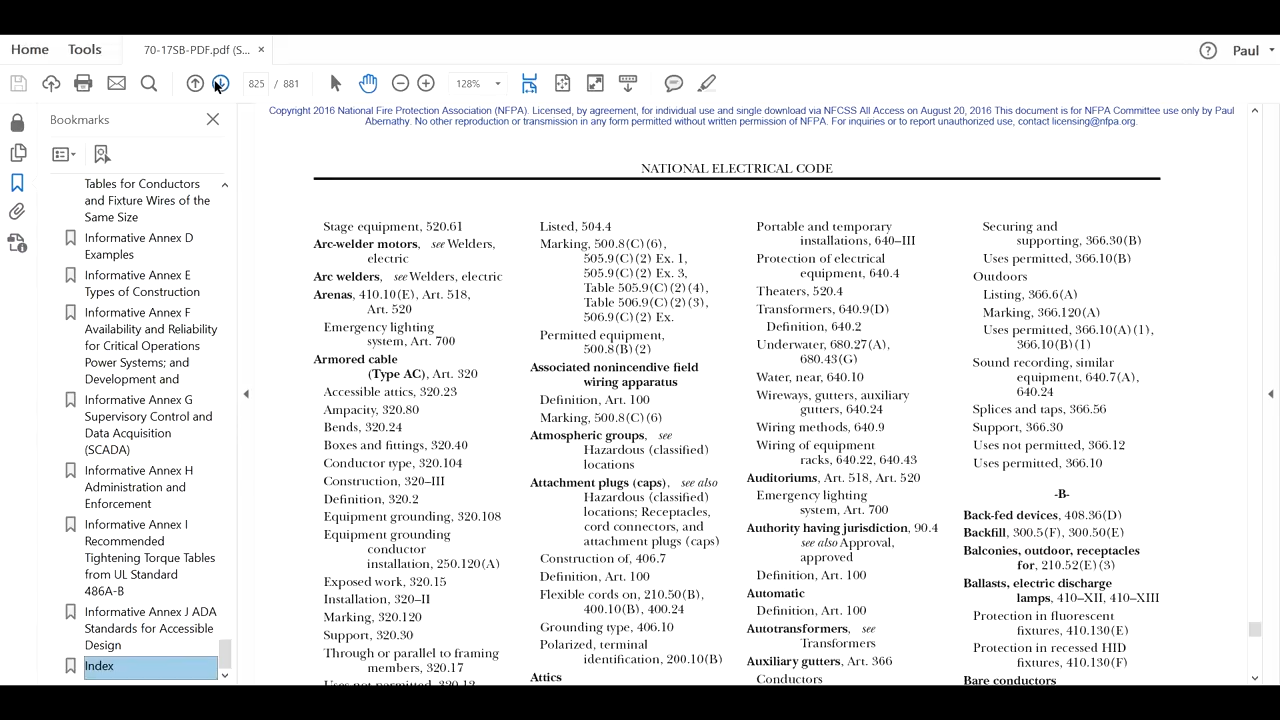 Home
Tools
70-17SB-PDF.pdf (S... ×
Paul
825 / 881
128%
Bookmarks
Tables for Conductors
and Fixture Wires of the
Same Size
Informative Annex D
Examples
Informative Annex E
Types of Construction
Informative Annex F
Availability and Reliability
for Critical Operations
Power Systems; and
Development and
Informative Annex G
Supervisory Control and
Data Acquisition
(SCADA)
Informative Annex H
Administration and
Enforcement
Informative Annex I
Recommended
Tightening Torque Tables
from UL Standard
486A-B
Informative Annex J ADA
Standards for Accessible
Design
Index
Copyright 2016 National Fire Protection Association (NFPA). Licensed, by agreement, for individual use and single download via NFCSS All Access on August 20, 2016 This document is for NFPA Committee use only by Paul
Abernathy. No other reproduction or transmission in any form permitted without written permission of NFPA. For inquiries or to report unauthorized use, contact licensing@nfpa.org.
NATIONAL ELECTRICAL CODE
Stage equipment, 520.61
Arc-welder motors, see Welders,
electric
Arc welders, see Welders, electric
Arenas, 410.10(E), Art. 518,
Art. 520
Emergency lighting
system, Art. 700
Armored cable
(Type AC), Art. 320
Accessible attics, 320.23
Ampacity, 320.80
Bends, 320.24
Boxes and fittings, 320.40
Conductor type, 320.104
Construction, 320–III
Definition, 320.2
Equipment grounding, 320.108
Equipment grounding
conductor
installation, 250.120(A)
Exposed work, 320.15
Installation, 320–II
Marking, 320.120
Support, 320.30
Through or parallel to framing
members, 320.17
Uses not permitted, 320.12
Listed, 504.4
Marking, 500.8(C)(6),
505.9(C)(2) Ex. 1,
505.9(C)(2) Ex. 3,
Table 505.9(C)(2)(4),
Table 506.9(C)(2)(3),
506.9(C)(2) Ex.
Permitted equipment,
500.8(B)(2)
Associated nonincendive field
wiring apparatus
Definition, Art. 100
Marking, 500.8(C)(6)
Atmospheric groups, see
Hazardous (classified)
locations
Attachment plugs (caps), see also
Hazardous (classified)
locations; Receptacles,
cord connectors, and
attachment plugs (caps)
Construction of, 406.7
Definition, Art. 100
Flexible cords on, 210.50(B),
400.10(B), 400.24
Grounding type, 406.10
Polarized, terminal
identification, 200.10(B)
Attics
Portable and temporary
installations, 640–III
Protection of electrical
equipment, 640.4
Theaters, 520.4
Transformers, 640.9(D)
Definition, 640.2
Underwater, 680.27(A),
680.43(G)
Water, near, 640.10
Wireways, gutters, auxiliary
gutters, 640.24
Wiring methods, 640.9
Wiring of equipment
racks, 640.22, 640.43
Auditoriums, Art. 518, Art. 520
Emergency lighting
system, Art. 700
Authority having jurisdiction, 90.4
see also Approval,
approved
Definition, Art. 100
Automatic
Definition, Art. 100
Autotransformers, see
Transformers
Auxiliary gutters, Art. 366
Conductors
Securing and
supporting, 366.30(B)
Uses permitted, 366.10(B)
Outdoors
Listing, 366.6(A)
Marking, 366.120(A)
Uses permitted, 366.10(A)(1),
366.10(B)(1)
Sound recording, similar
equipment, 640.7(A),
640.24
Splices and taps, 366.56
Support, 366.30
Uses not permitted, 366.12
Uses permitted, 366.10
-B-
Back-fed devices, 408.36(D)
Backfill, 300.5(F), 300.50(E)
Balconies, outdoor, receptacles
for, 210.52(E)(3)
Ballasts, electric discharge
lamps, 410–XII, 410–XIII
Protection in fluorescent
fixtures, 410.130(E)
Protection in recessed HID
fixtures, 410.130(F)
Bare conductors